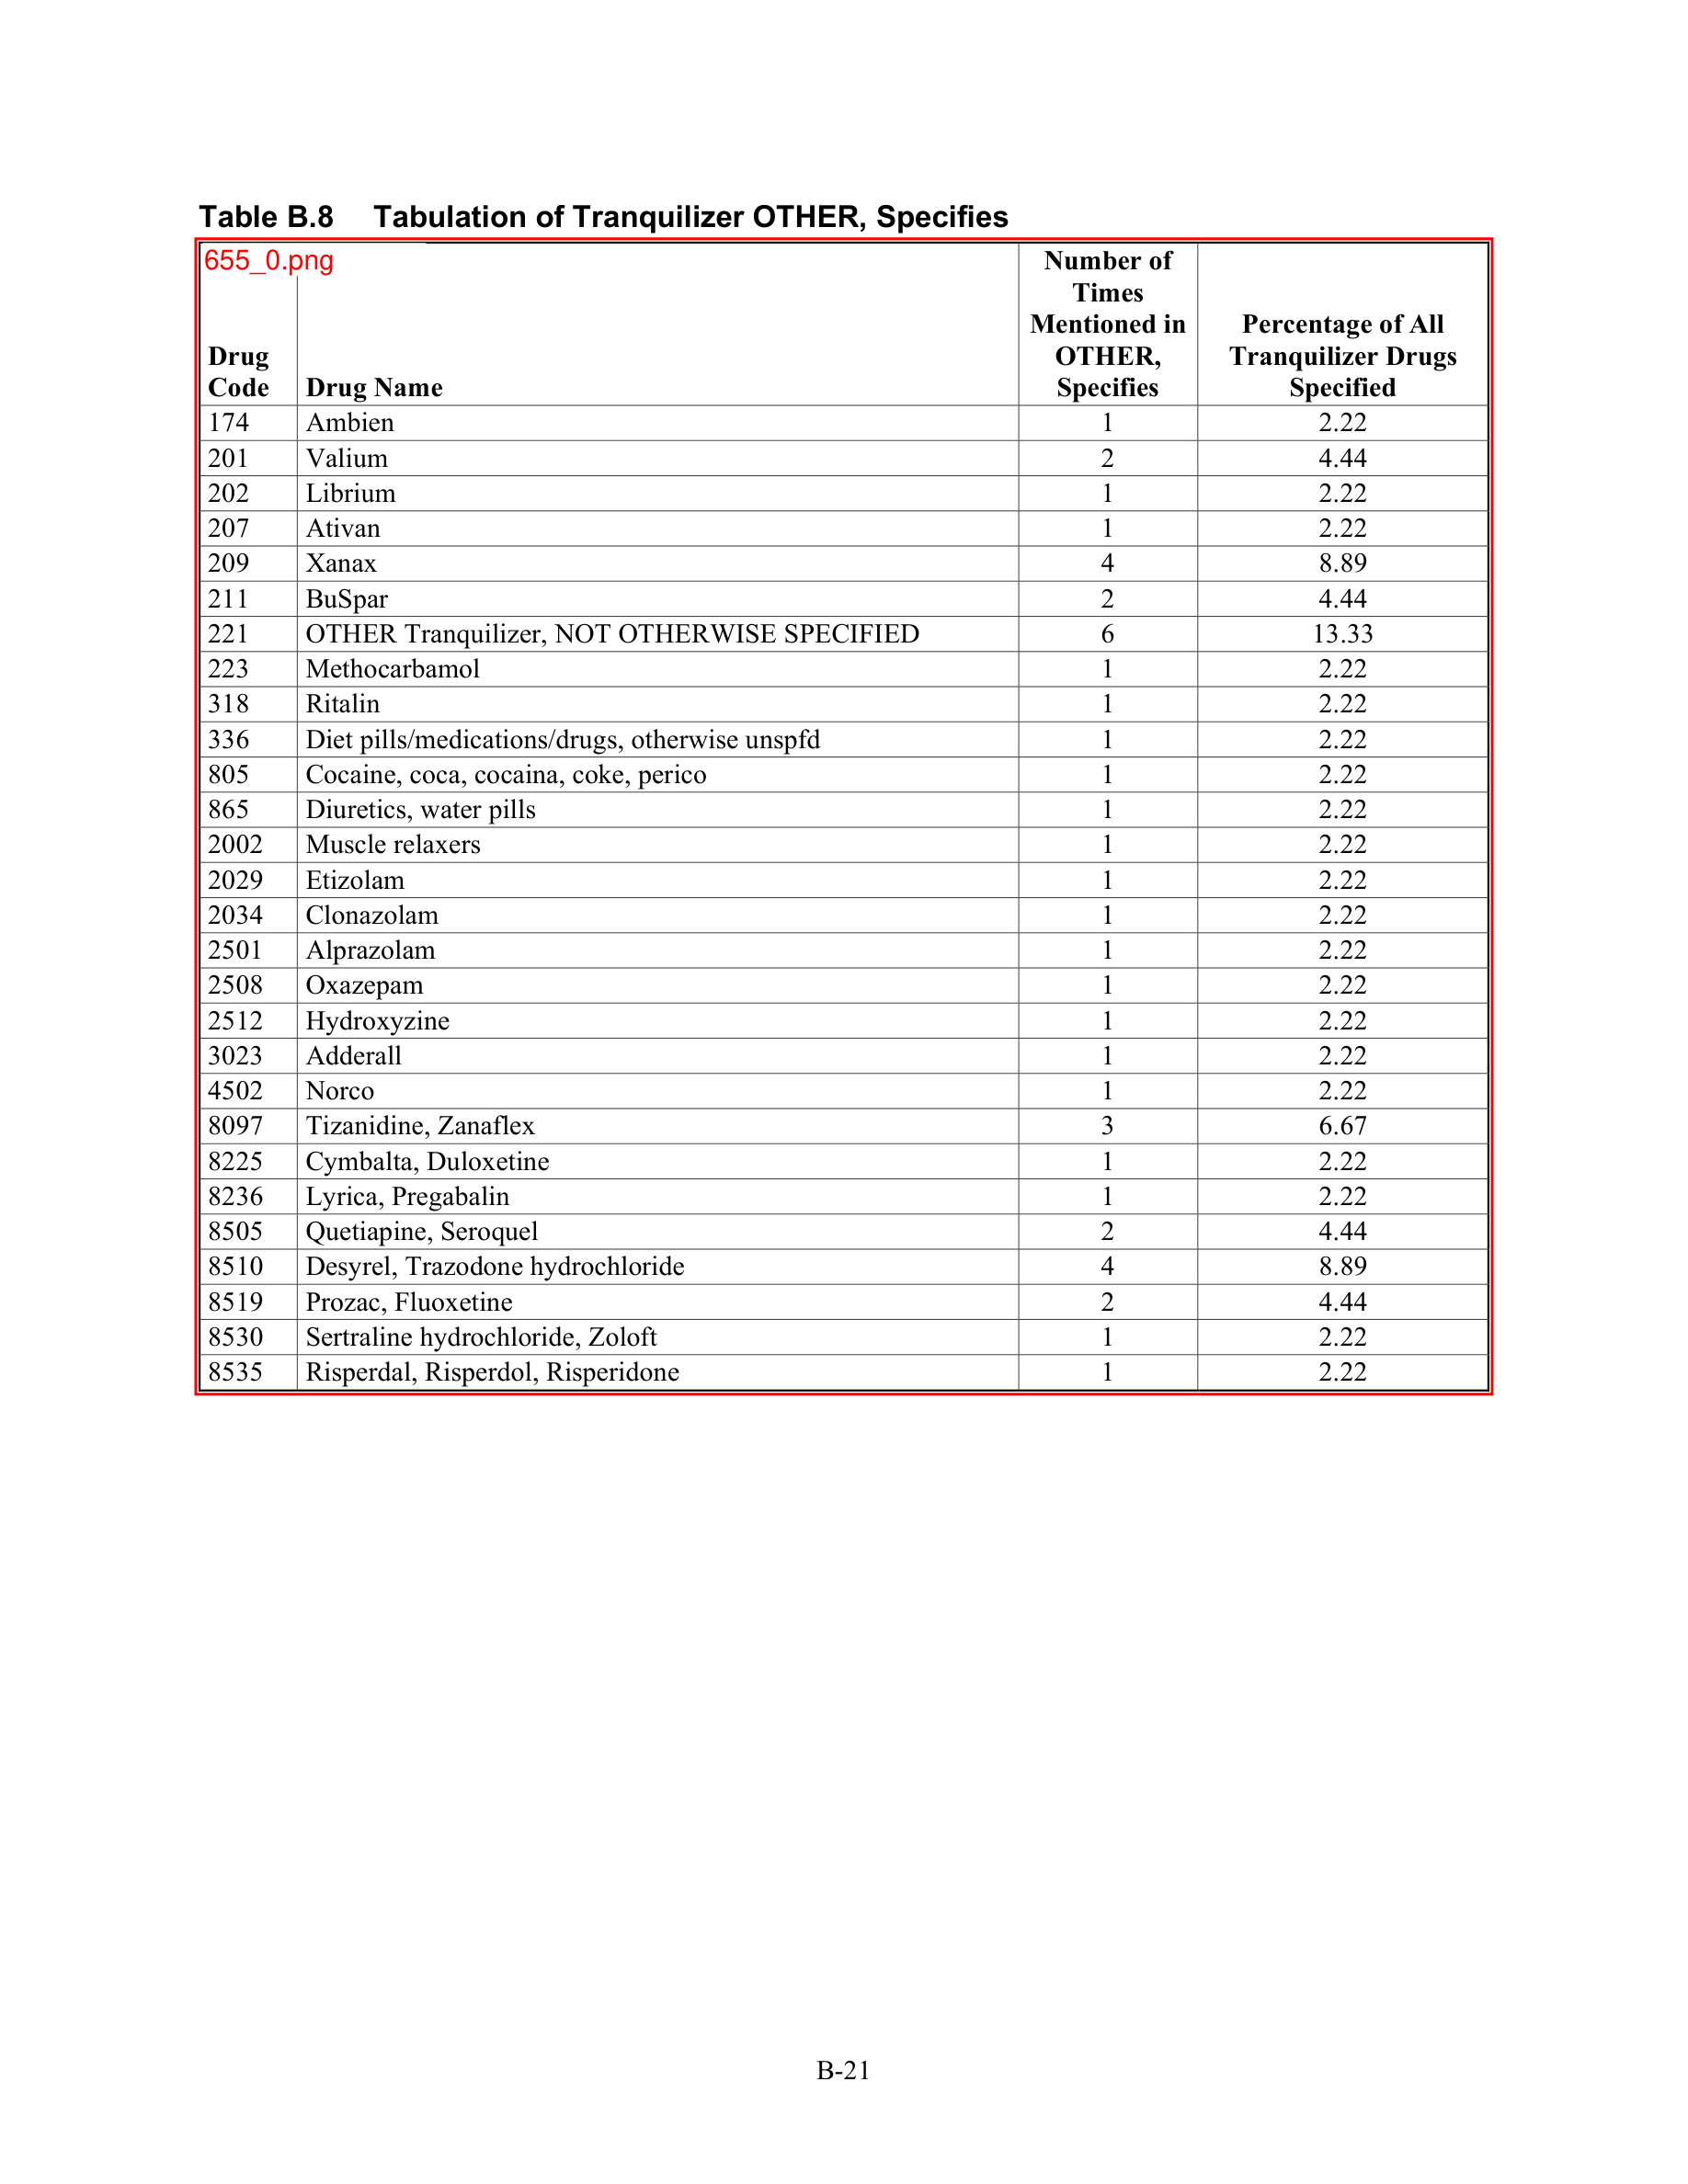 Table B.8 Tabulation of Tranquilizer OTHER, Specifies
655_0.png
Drug Code Drug Name Number of Times Mentioned in OTHER, Specifies Percentage of All Tranquilizer Drugs Specified
174 Ambien 1 2.22
201 Valium 2 4.44
202 Librium 1 2.22
207 Ativan 1 2.22
209 Xanax 4 8.89
211 BuSpar 2 4.44
221 OTHER Tranquilizer, NOT OTHERWISE SPECIFIED 6 13.33
223 Methocarbamol 1 2.22
318 Ritalin 1 2.22
336 Diet pills/medications/drugs, otherwise unspfd 1 2.22
805 Cocaine, coca, cocaina, coke, perico 1 2.22
865 Diuretics, water pills 1 2.22
2002 Muscle relaxers 1 2.22
2029 Etizolam 1 2.22
2034 Clonazolam 1 2.22
2501 Alprazolam 1 2.22
2508 Oxazepam 1 2.22
2512 Hydroxyzine 1 2.22
3023 Adderall 1 2.22
4502 Norco 1 2.22
8097 Tizanidine, Zanaflex 3 6.67
8225 Cymbalta, Duloxetine 1 2.22
8236 Lyrica, Pregabalin 1 2.22
8505 Quetiapine, Seroquel 2 4.44
8510 Desyrel, Trazodone hydrochloride 4 8.89
8519 Prozac, Fluoxetine 2 4.44
8530 Sertraline hydrochloride, Zoloft 1 2.22
8535 Risperdal, Risperdol, Risperidone 1 2.22
B-21